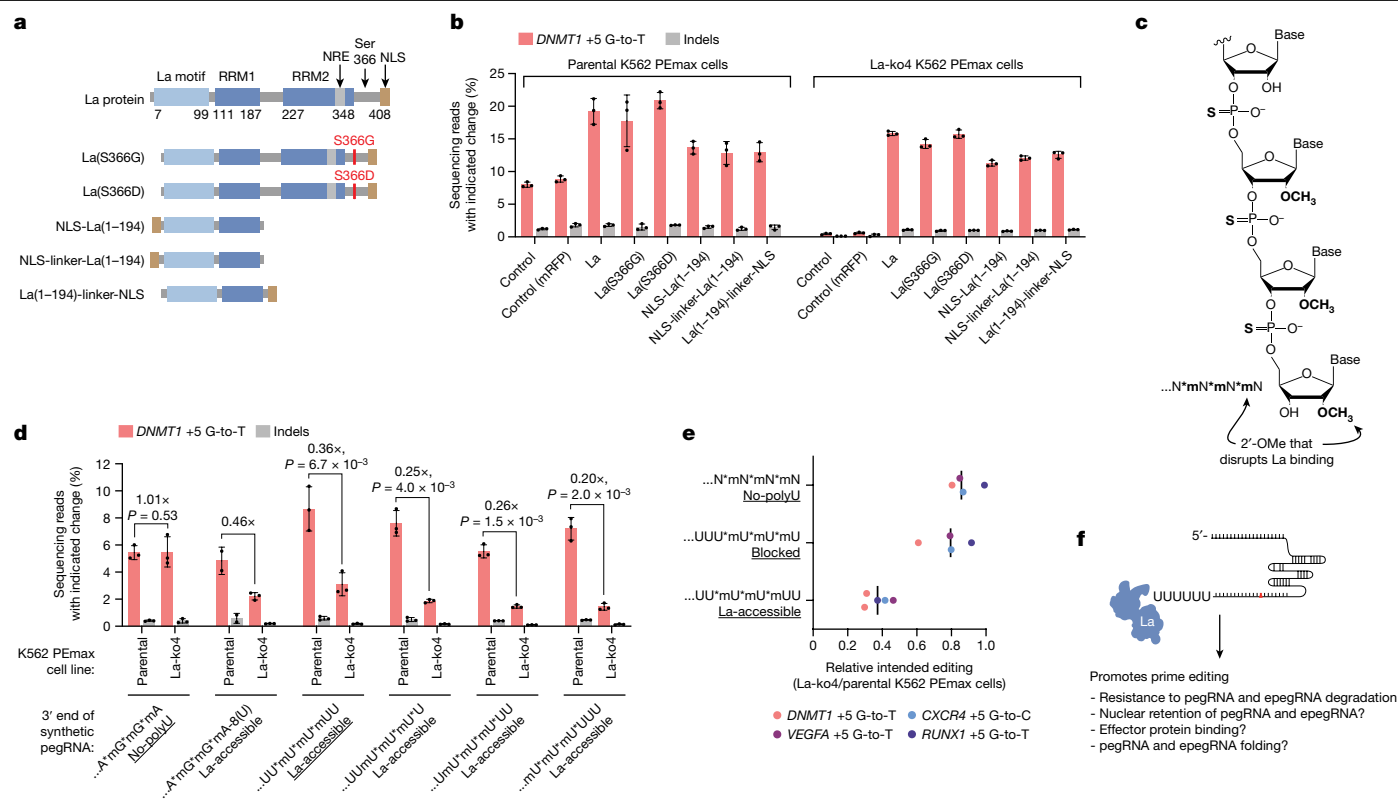 a
La motif
RRM1
RRM2
NRE
Ser
366
NLS
La protein
7
99
111
187
227
348
408
S366G
La(S366G)
S366D
La(S366D)
NLS-La(1–194)
NLS-linker-La(1–194)
La(1–194)-linker-NLS
b
DNMT1 +5 G-to-T
Indels
Parental K562 PEmax cells
La-ko4 K562 PEmax cells
Sequencing reads
with indicated change (%)
25
20
15
10
5
0
Control
Control (mRFP)
La
La(S366G)
La(S366D)
NLS-La(1–194)
NLS-linker-La(1–194)
La(1–194)-linker-NLS
Control
Control (mRFP)
La
La(S366G)
La(S366D)
NLS-La(1–194)
NLS-linker-La(1–194)
La(1–194)-linker-NLS
c
Base
O
O
OH
S=P—O⁻
O
Base
O
O
OCH₃
S=P—O⁻
O
Base
O
O
OCH₃
S=P—O⁻
O
Base
O
OH
OCH₃
...N*mN*mN*mN
2′-OMe that
disrupts La binding
d
DNMT1 +5 G-to-T
Indels
Sequencing reads
with indicated change (%)
12
10
8
6
4
2
0
1.01×
P = 0.53
0.46×
0.36×,
P = 6.7 × 10⁻³
0.25×,
P = 4.0 × 10⁻³
0.26×
P = 1.5 × 10⁻³
0.20×,
P = 2.0 × 10⁻³
K562 PEmax
cell line:
Parental
La-ko4
Parental
La-ko4
Parental
La-ko4
Parental
La-ko4
Parental
La-ko4
Parental
La-ko4
3′ end of
synthetic
pegRNA:
...A*mG*mG*mA
No-polyU
...A*mG*mG*mA-8(U)
La-accessible
...UU*mU*mU*mUU
La-accessible
...UUmU*mU*mU*U
La-accessible
...UmU*mU*mU*UU
La-accessible
...mU*mU*mU*UUU
La-accessible
e
...N*mN*mN*mN
No-polyU
...UUU*mU*mU*mU
Blocked
...UU*mU*mU*mUU
La-accessible
0
0.2
0.4
0.6
0.8
1.0
Relative intended editing
(La-ko4/parental K562 PEmax cells)
DNMT1 +5 G-to-T
CXCR4 +5 G-to-C
VEGFA +5 G-to-T
RUNX1 +5 G-to-T
f
5′-
UUUUUU
La
Promotes prime editing
- Resistance to pegRNA and epegRNA degradation
- Nuclear retention of pegRNA and epegRNA?
- Effector protein binding?
- pegRNA and epegRNA folding?